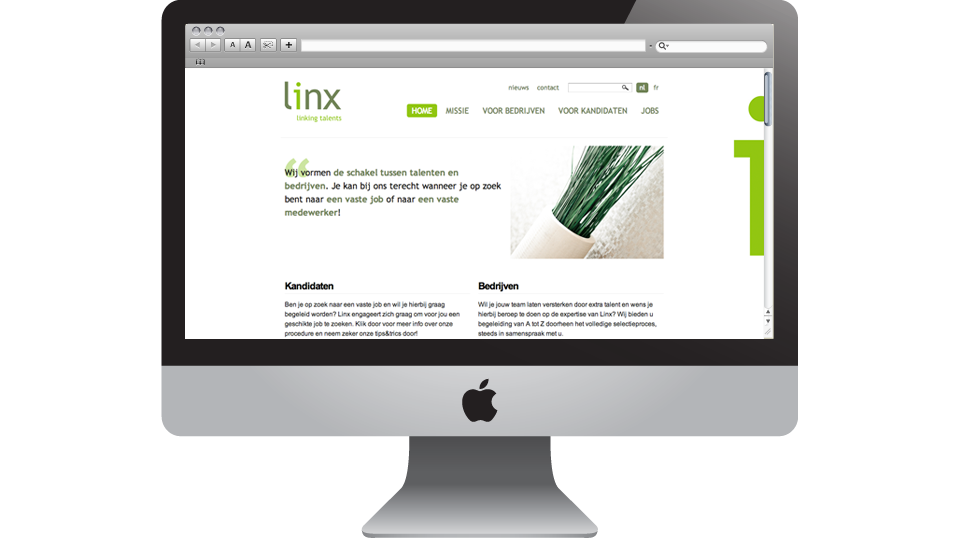 A A +
nieuws contact nl fr
linx
linking talents
HOME MISSIE VOOR BEDRIJVEN VOOR KANDIDATEN JOBS
“
Wij vormen de schakel tussen talenten en
bedrijven. Je kan bij ons terecht wanneer je op zoek
bent naar een vaste job of naar een vaste
medewerker!
Kandidaten
Ben je op zoek naar een vaste job en wil je hierbij graag
begeleid worden? Linx engageert zich graag om voor jou een
geschikte job te zoeken. Klik door voor meer info over onze
procedure en neem zeker onze tips&trics door!
Bedrijven
Wil je jouw team laten versterken door extra talent en wens je
hierbij beroep te doen op de expertise van Linx? Wij bieden u
begeleiding van A tot Z doorheen het volledige selectieproces,
steeds in samenspraak met u.